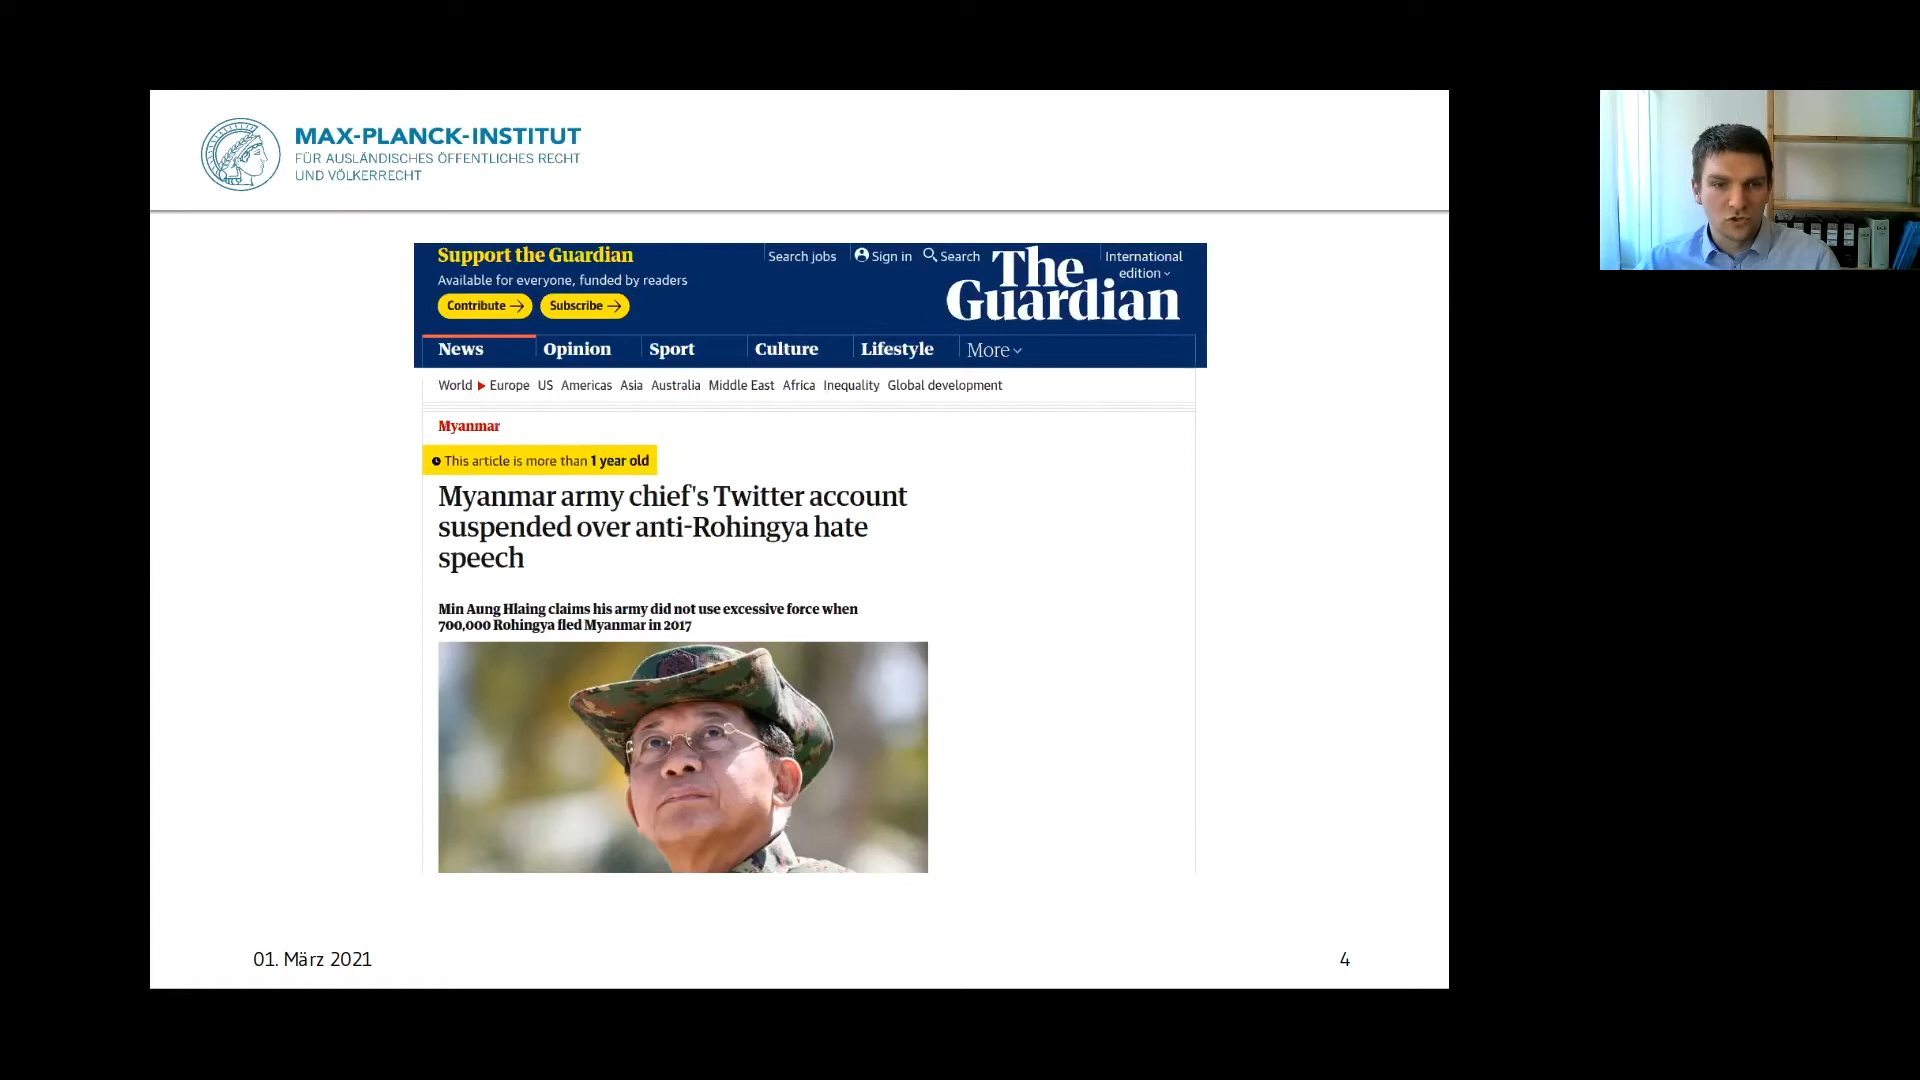 MAX-PLANCK-INSTITUT
FÜR AUSLÄNDISCHES ÖFFENTLICHES RECHT
UND VÖLKERRECHT
Support the Guardian
Available for everyone, funded by readers
Contribute
Subscribe
Search jobs
Sign in
Search
The
Guardian
International
edition
News
Opinion
Sport
Culture
Lifestyle
More
World Europe US Americas Asia Australia Middle East Africa Inequality Global development
Myanmar
This article is more than 1 year old
Myanmar army chief's Twitter account
suspended over anti-Rohingya hate
speech
Min Aung Hlaing claims his army did not use excessive force when
700,000 Rohingya fled Myanmar in 2017
01. März 2021
4